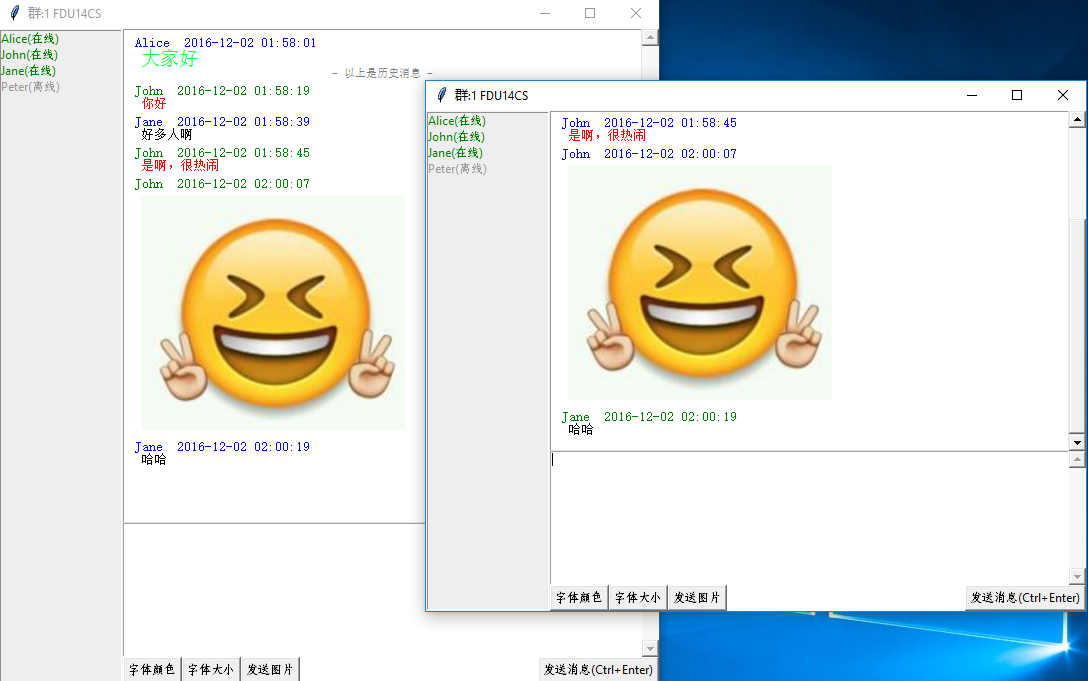 群:1 FDU14CS
Alice(在线)
John(在线)
Jane(在线)
Peter(离线)
Alice 2016-12-02 01:58:01
大家好
- 以上是历史消息 -
John 2016-12-02 01:58:19
你好
Jane 2016-12-02 01:58:39
好多人啊
John 2016-12-02 01:58:45
是啊，很热闹
John 2016-12-02 02:00:07
Jane 2016-12-02 02:00:19
哈哈
字体颜色 字体大小 发送图片 发送消息(Ctrl+Enter)
群:1 FDU14CS
Alice(在线)
John(在线)
Jane(在线)
Peter(离线)
John 2016-12-02 01:58:45
是啊，很热闹
John 2016-12-02 02:00:07
Jane 2016-12-02 02:00:19
哈哈
字体颜色 字体大小 发送图片 发送消息(Ctrl+Enter)